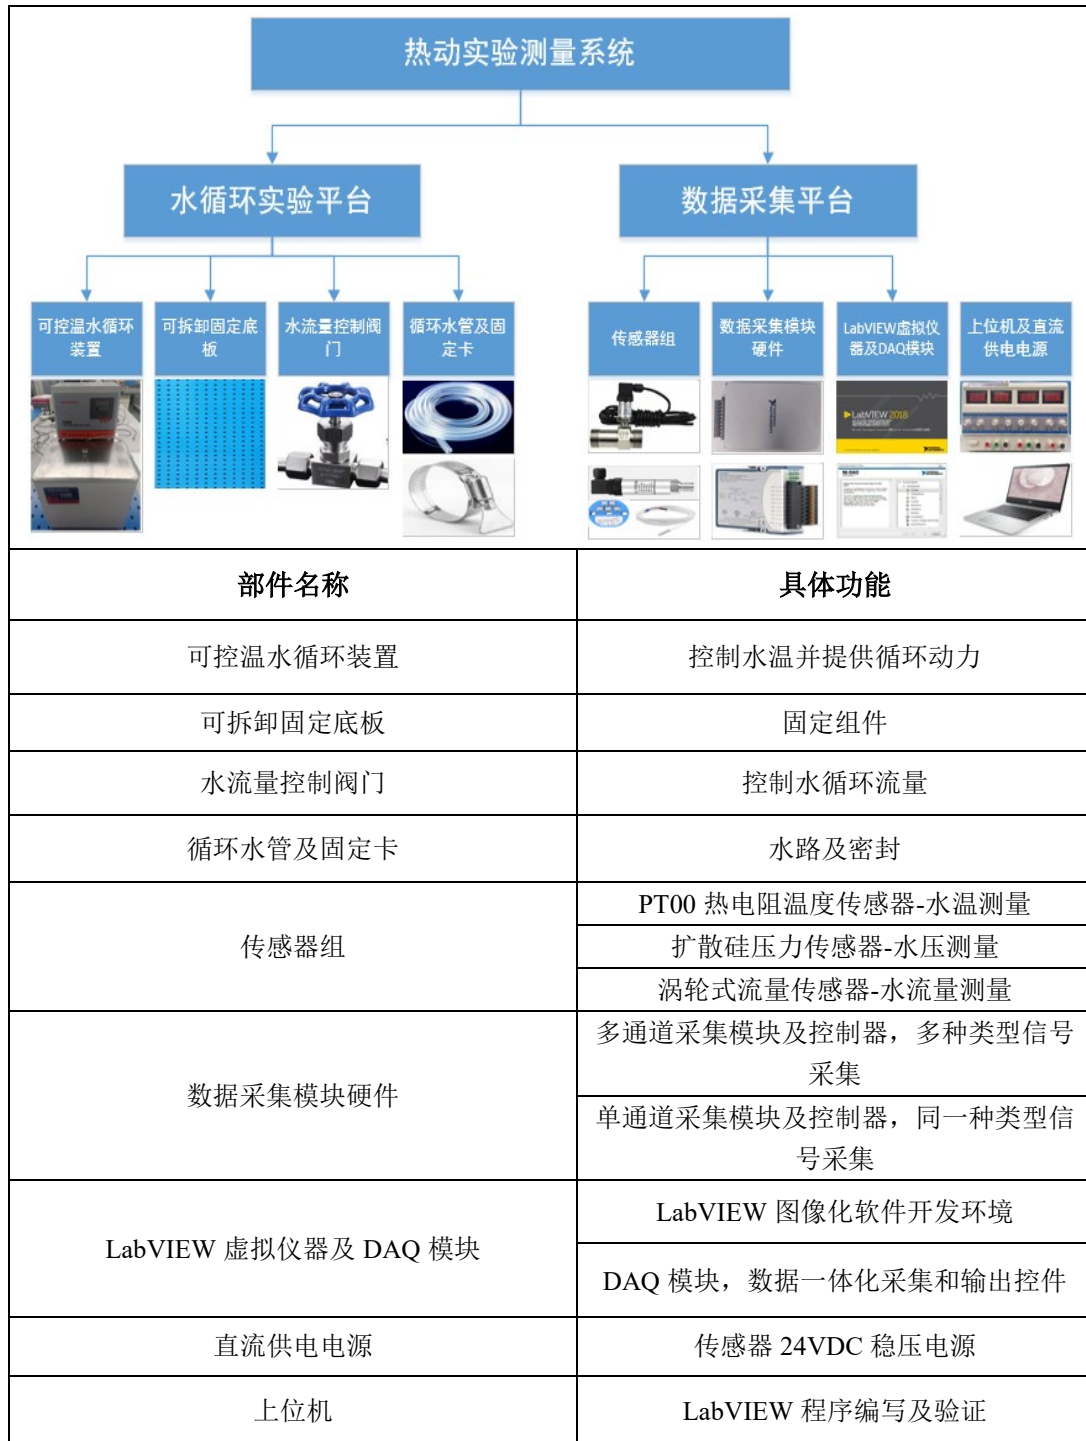 热动实验测量系统
水循环实验平台
数据采集平台
可控温水循环
装置
可拆卸固定底
板
水流量控制阀
门
循环水管及固
定卡
传感器组
数据采集模块
硬件
LabVIEW虚拟仪
器及DAQ模块
上位机及直流
供电电源
LabVIEW 2018
NI-DAQ
部件名称
具体功能
可控温水循环装置
控制水温并提供循环动力
可拆卸固定底板
固定组件
水流量控制阀门
控制水循环流量
循环水管及固定卡
水路及密封
传感器组
PT00 热电阻温度传感器-水温测量
扩散硅压力传感器-水压测量
涡轮式流量传感器-水流量测量
数据采集模块硬件
多通道采集模块及控制器，多种类型信号
采集
单通道采集模块及控制器，同一种类型信
号采集
LabVIEW 虚拟仪器及 DAQ 模块
LabVIEW 图像化软件开发环境
DAQ 模块，数据一体化采集和输出控件
直流供电电源
传感器 24VDC 稳压电源
上位机
LabVIEW 程序编写及验证